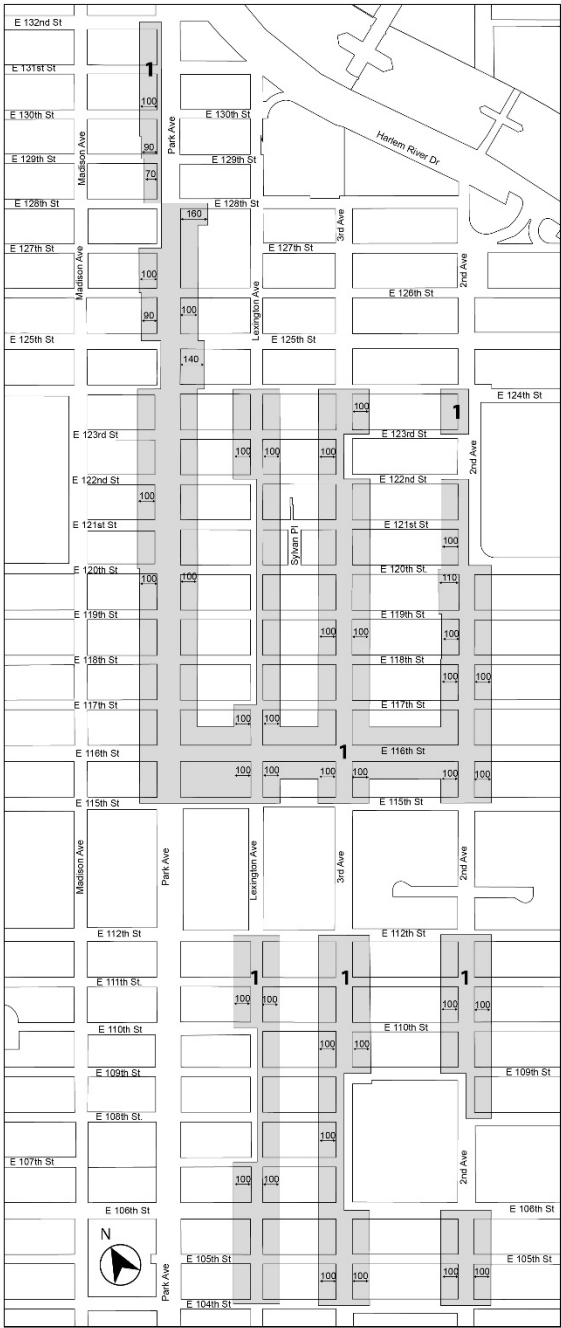 E 132nd St
E 131st St
1
100
E 130th St
E 130th St
Park Ave
Harlem River Dr
Madison Ave
90
E 129th St
E 129th St
70
E 128th St
E 128th St
160
3rd Ave
E 127th St
E 127th St
Madison Ave
2nd Ave
100
E 126th St
Lexington Ave
90
100
E 125th St
E 125th St
140
E 124th St
100
1
E 123rd St
E 123rd St
100
100
100
2nd Ave
E 122nd St
E 122nd St
100
E 121st St
E 121st St
Sylvan Pl
100
E 120th St
E 120th St.
100
100
110
E 119th St
E 119th St
100
100
100
E 118th St
E 118th St
100
100
E 117th St
E 117th St
100
100
E 116th St
1
E 116th St
100
100
100
100
100
100
E 115th St
E 115th St
Madison Ave
Park Ave
Lexington Ave
3rd Ave
2nd Ave
E 112th St
E 112th St
E 111th St.
1
1
1
100
100
100
100
E 110th St
E 110th St
100
100
E 109th St
E 109th St
E 108th St.
100
E 107th St
2nd Ave
100
100
E 106th St
E 106th St
N
E 105th St
E 105th St
Park Ave
100
100
100
100
E 104th St